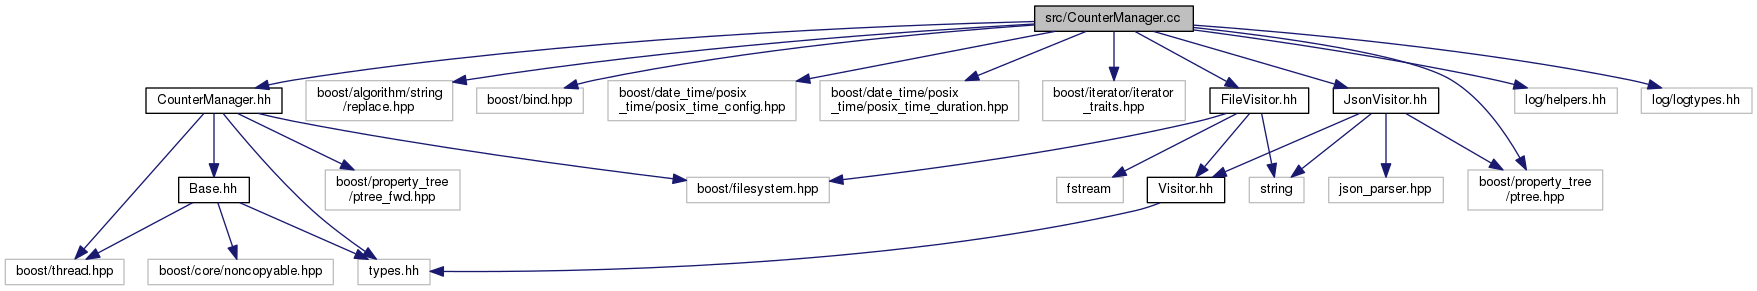 src/CounterManager.cc
CounterManager.hh
boost/algorithm/string
/replace.hpp
boost/bind.hpp
boost/date_time/posix
_time/posix_time_config.hpp
boost/date_time/posix
_time/posix_time_duration.hpp
boost/iterator/iterator
_traits.hpp
FileVisitor.hh
JsonVisitor.hh
log/helpers.hh
log/logtypes.hh
Base.hh
boost/property_tree
/ptree_fwd.hpp
boost/filesystem.hpp
fstream
Visitor.hh
string
json_parser.hpp
boost/property_tree
/ptree.hpp
boost/thread.hpp
boost/core/noncopyable.hpp
types.hh